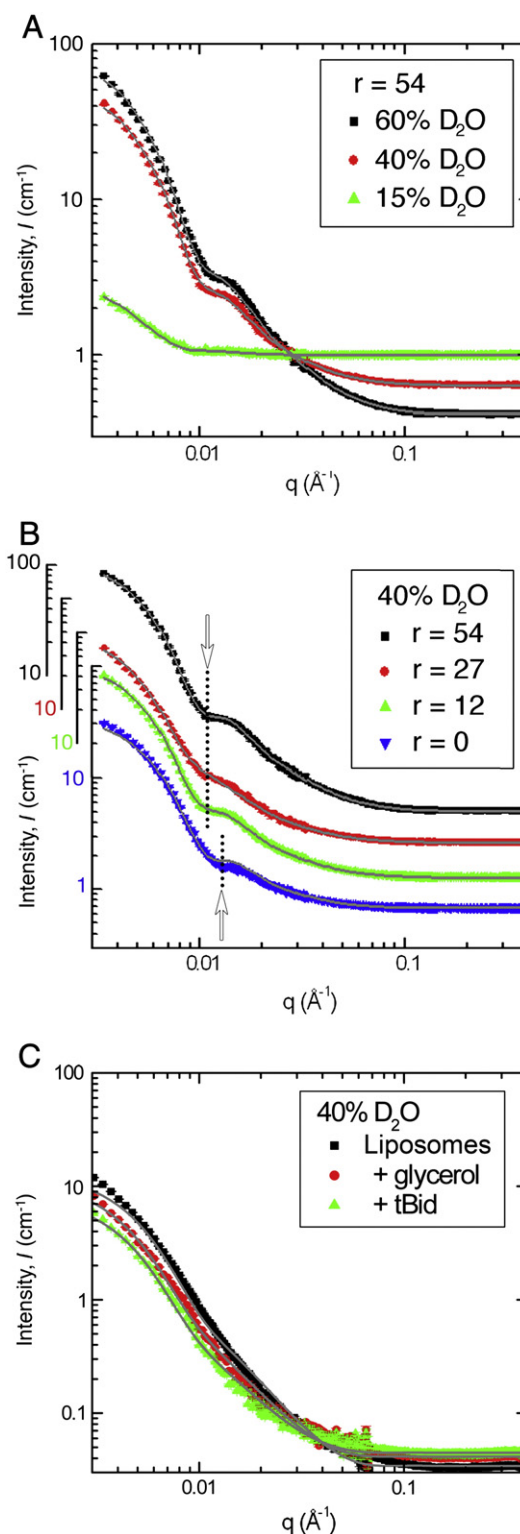 A
100
10
1
Intensity, I (cm⁻¹)
r = 54
60% D₂O
40% D₂O
15% D₂O
0.01 0.1
q (Å⁻¹)
B
100
10
10
10
10
1
Intensity, I (cm⁻¹)
40% D₂O
r = 54
r = 27
r = 12
r = 0
0.01 0.1
q (Å⁻¹)
C
100
10
1
0.1
Intensity, I (cm⁻¹)
40% D₂O
Liposomes
+ glycerol
+ tBid
0.01 0.1
q (Å⁻¹)